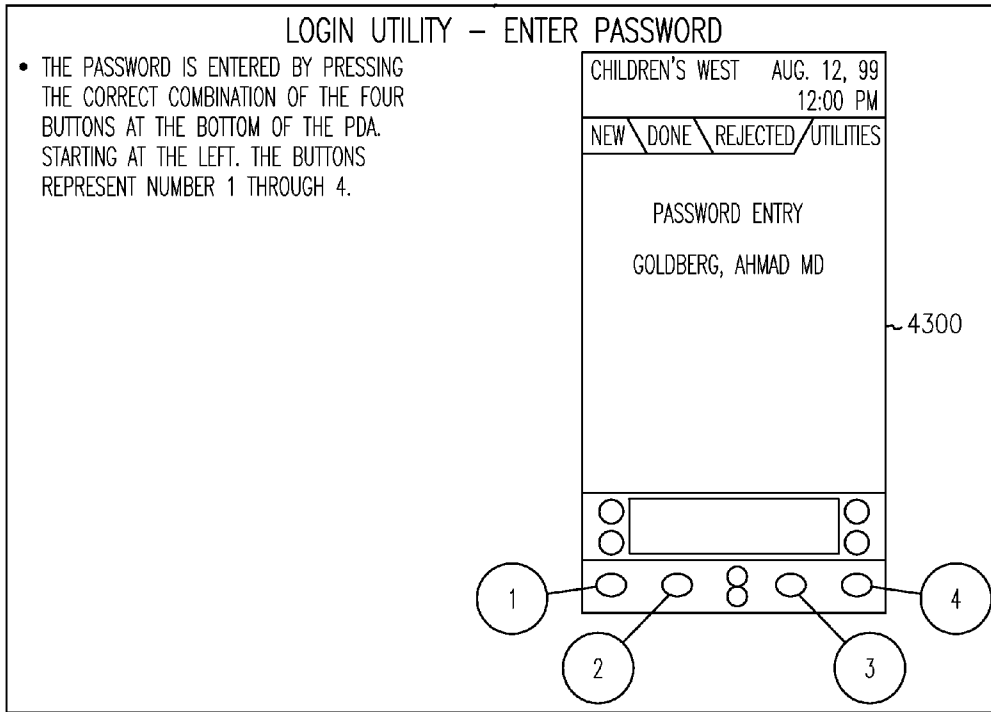 LOGIN UTILITY – ENTER PASSWORD
• THE PASSWORD IS ENTERED BY PRESSING
THE CORRECT COMBINATION OF THE FOUR
BUTTONS AT THE BOTTOM OF THE PDA.
STARTING AT THE LEFT. THE BUTTONS
REPRESENT NUMBER 1 THROUGH 4.
CHILDREN'S WEST AUG. 12, 99
12:00 PM
NEW DONE REJECTED UTILITIES
PASSWORD ENTRY
GOLDBERG, AHMAD MD
4300
1
4
2
3